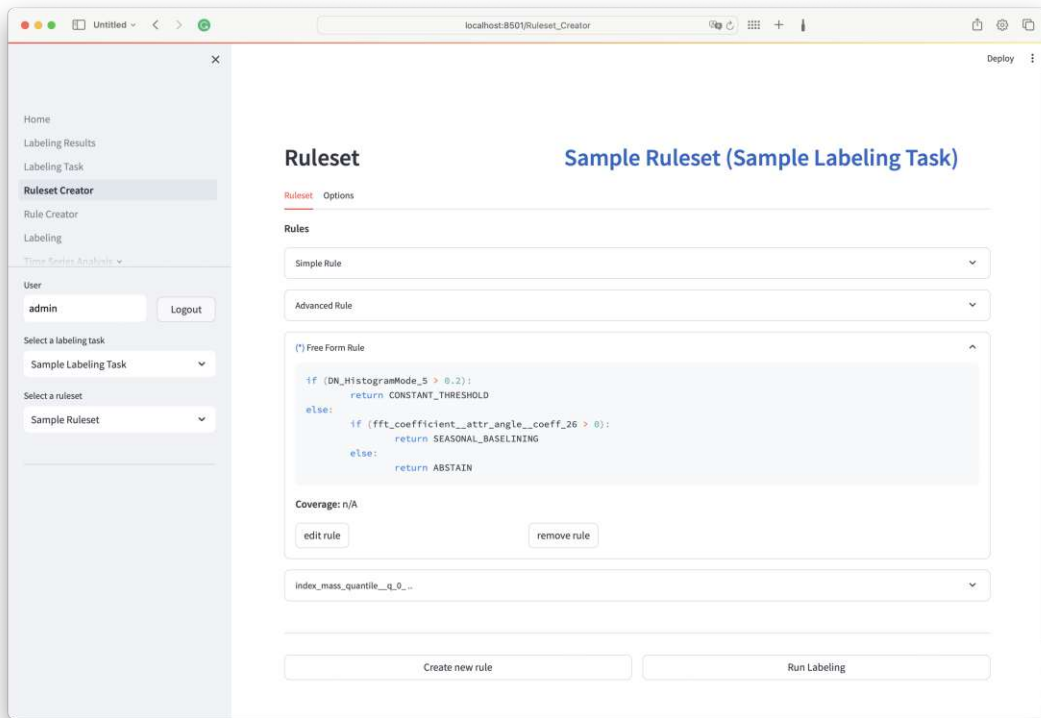 Untitled
localhost:8501/Ruleset_Creator
Deploy
Home
Labeling Results
Labeling Task
Ruleset Creator
Rule Creator
Labeling
Time Series Analysis
User
admin
Logout
Select a labeling task
Sample Labeling Task
Select a ruleset
Sample Ruleset
Ruleset
Sample Ruleset (Sample Labeling Task)
Ruleset Options
Rules
Simple Rule
Advanced Rule
(*) Free Form Rule
if (DN_HistogramMode_5 > 0.2):
return CONSTANT_THRESHOLD
else:
if (fft_coefficient__attr_angle__coeff_26 > 0):
return SEASONAL_BASELINING
else:
return ABSTAIN
Coverage: n/A
edit rule
remove rule
index_mass_quantile__q_0_...
Create new rule
Run Labeling